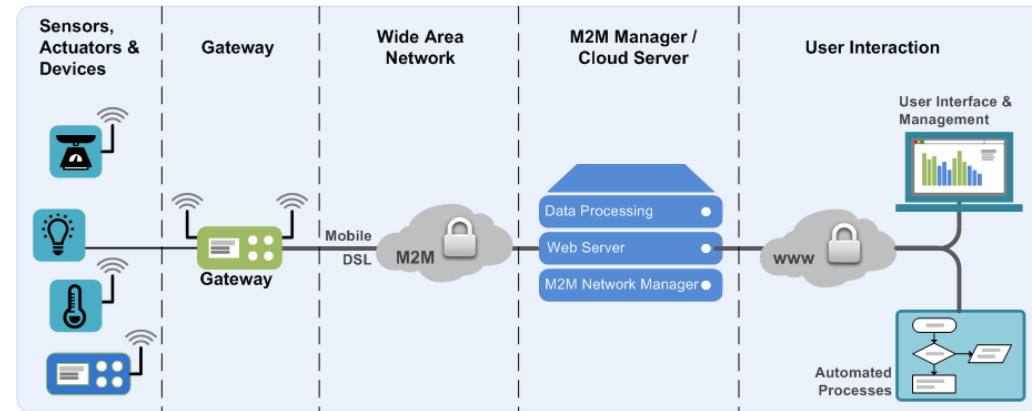 Sensors,
Actuators &
Devices
Gateway
Wide Area
Network
M2M Manager /
Cloud Server
User Interaction
User Interface &
Management
Data Processing
Mobile
Web Server
DSL
M2M
www
Gateway
M2M Network Manager
Automated
Processes